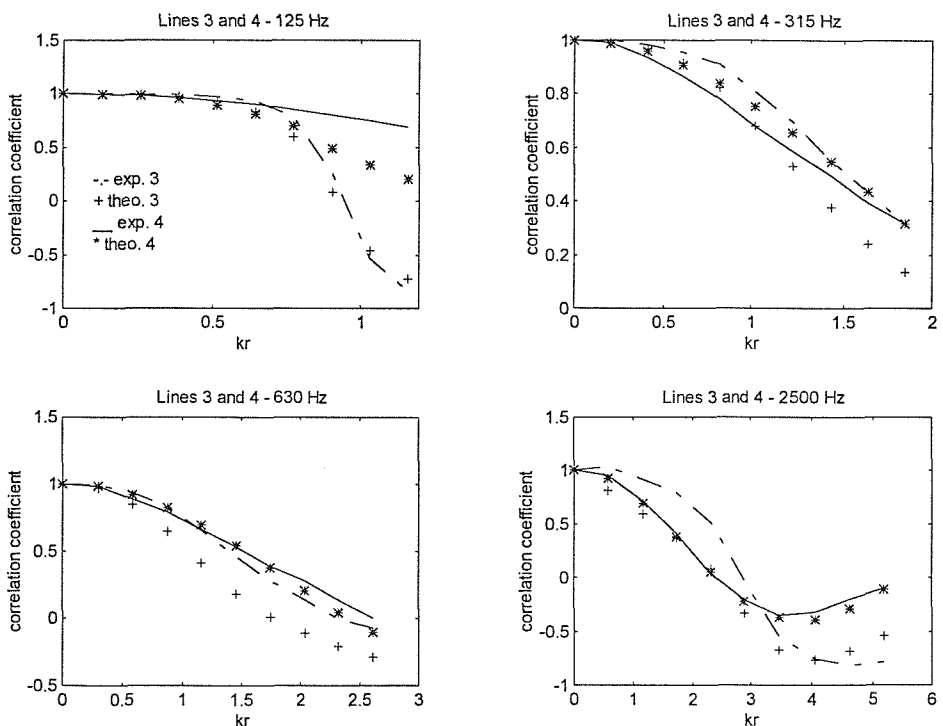 Lines 3 and 4 - 125 Hz
1.5
1
0.5
0
-0.5
-1
correlation coefficient
-.- exp. 3
+ theo. 3
__ exp. 4
* theo. 4
0
0.5
1
kr
Lines 3 and 4 - 315 Hz
1
0.8
0.6
0.4
0.2
0
correlation coefficient
0
0.5
1
1.5
2
kr
Lines 3 and 4 - 630 Hz
1.5
1
0.5
0
-0.5
correlation coefficient
0
0.5
1
1.5
2
2.5
3
kr
Lines 3 and 4 - 2500 Hz
1.5
1
0.5
0
-0.5
-1
correlation coefficient
0
1
2
3
4
5
6
kr